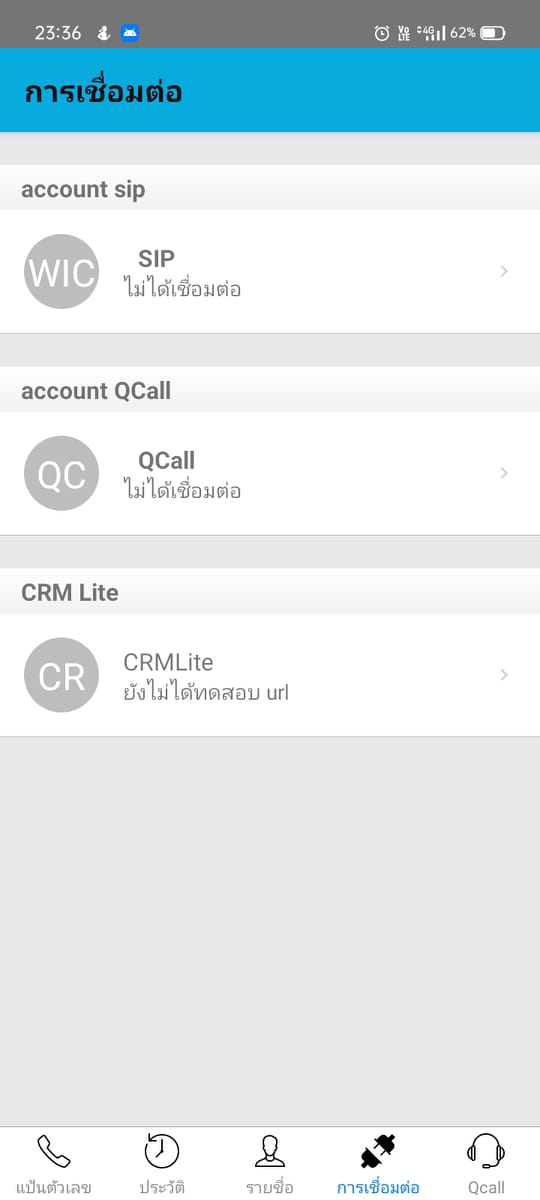 23:36 Vo LTE 4G 62%
การเชื่อมต่อ
account sip
WIC
SIP
ไม่ได้เชื่อมต่อ
account QCall
QC
QCall
ไม่ได้เชื่อมต่อ
CRM Lite
CR
CRMLite
ยังไม่ได้ทดสอบ url
แป้นตัวเลข ประวัติ รายชื่อ การเชื่อมต่อ Qcall